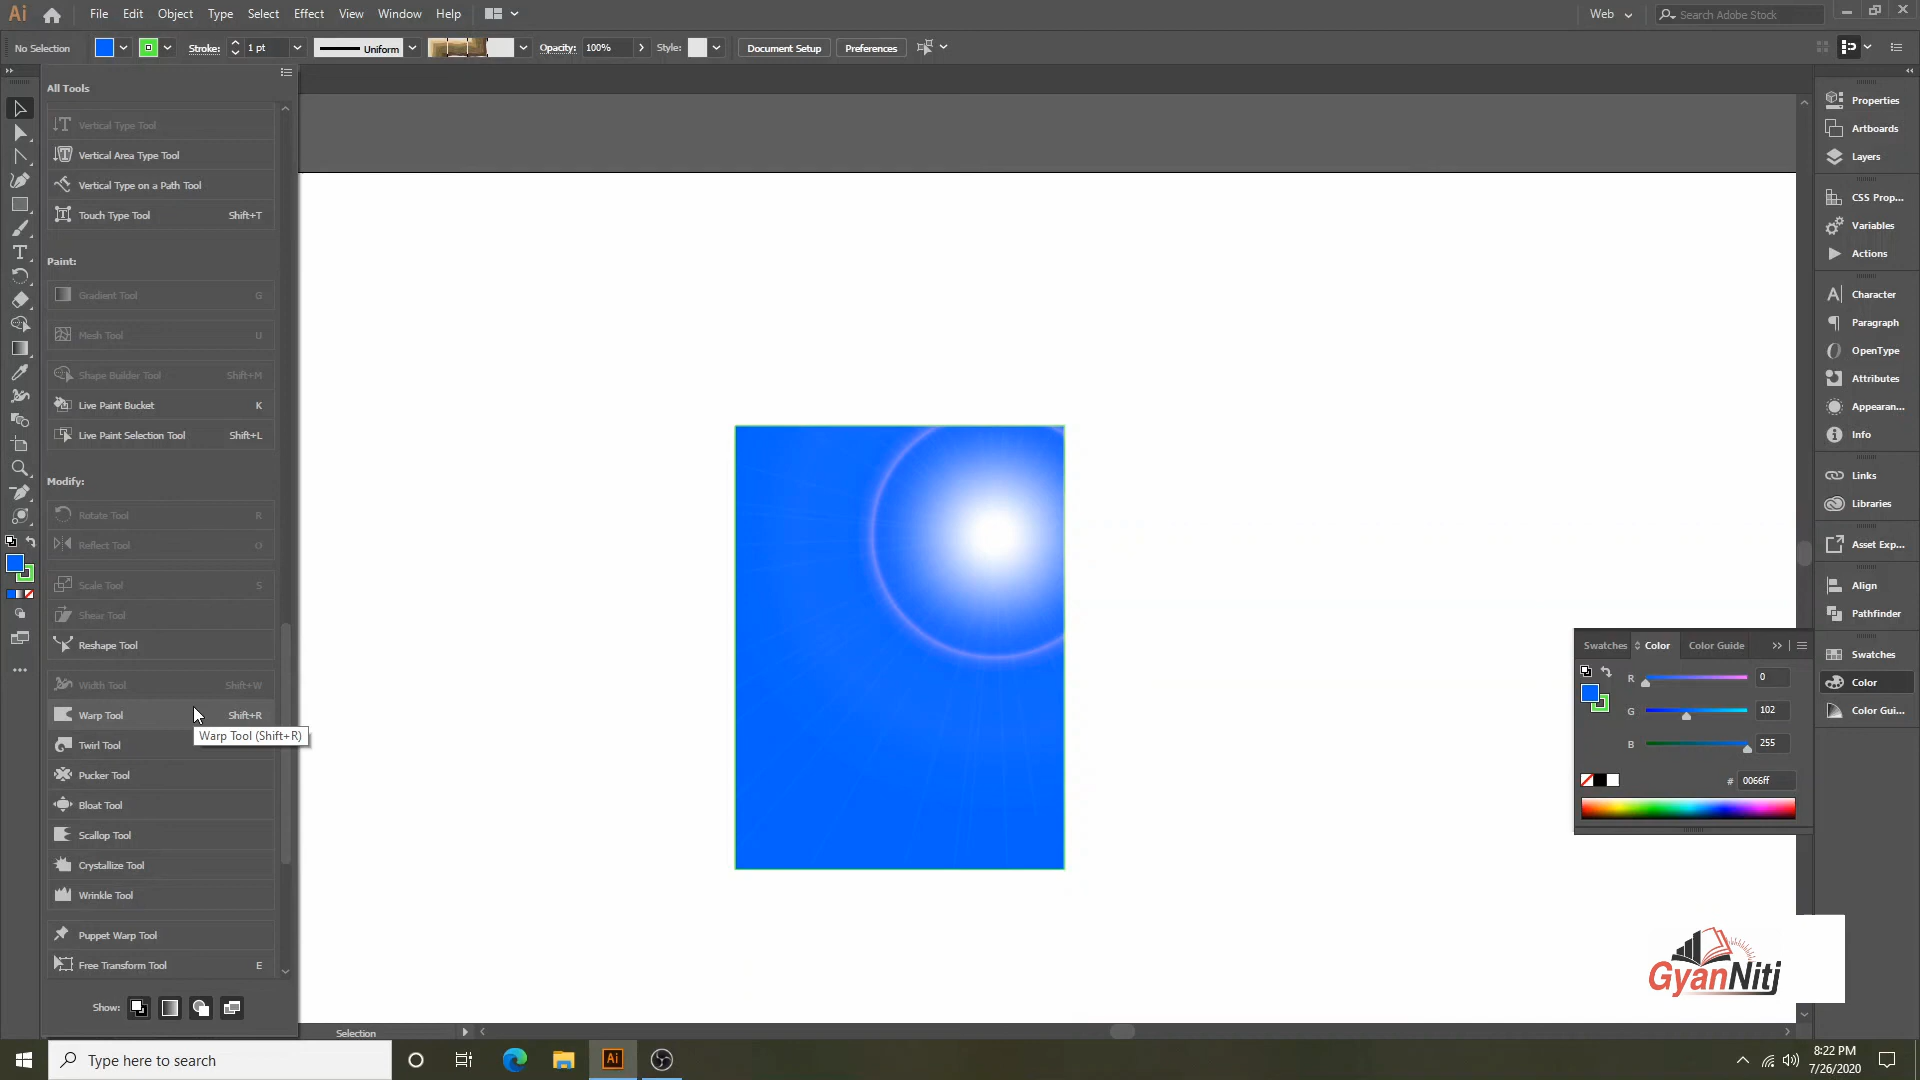 Ai File Edit Object Type Select Effect View Window Help Web Search Adobe Stock
No Selection Stroke: 1 pt Uniform Opacity: 100% Style: Document Setup Preferences
All Tools
Vertical Type Tool
Vertical Area Type Tool
Vertical Type on a Path Tool
Touch Type Tool Shift+T
Paint:
Gradient Tool G
Mesh Tool U
Shape Builder Tool Shift+M
Live Paint Bucket K
Live Paint Selection Tool Shift+L
Modify:
Rotate Tool R
Reflect Tool O
Scale Tool S
Shear Tool
Reshape Tool
Width Tool Shift+W
Warp Tool Shift+R
Warp Tool (Shift+R)
Twirl Tool
Pucker Tool
Bloat Tool
Scallop Tool
Crystallize Tool
Wrinkle Tool
Puppet Warp Tool
Free Transform Tool E
Show:
Selection
Properties
Artboards
Layers
CSS Prop...
Variables
Actions
Character
Paragraph
OpenType
Attributes
Appearan...
Info
Links
Libraries
Asset Exp...
Align
Pathfinder
Swatches
Color
Color Gui...
Swatches Color Color Guide
R 0
G 102
B 255
# 0066ff
GyanNitj
Type here to search
Ai
8:22 PM
7/26/2020